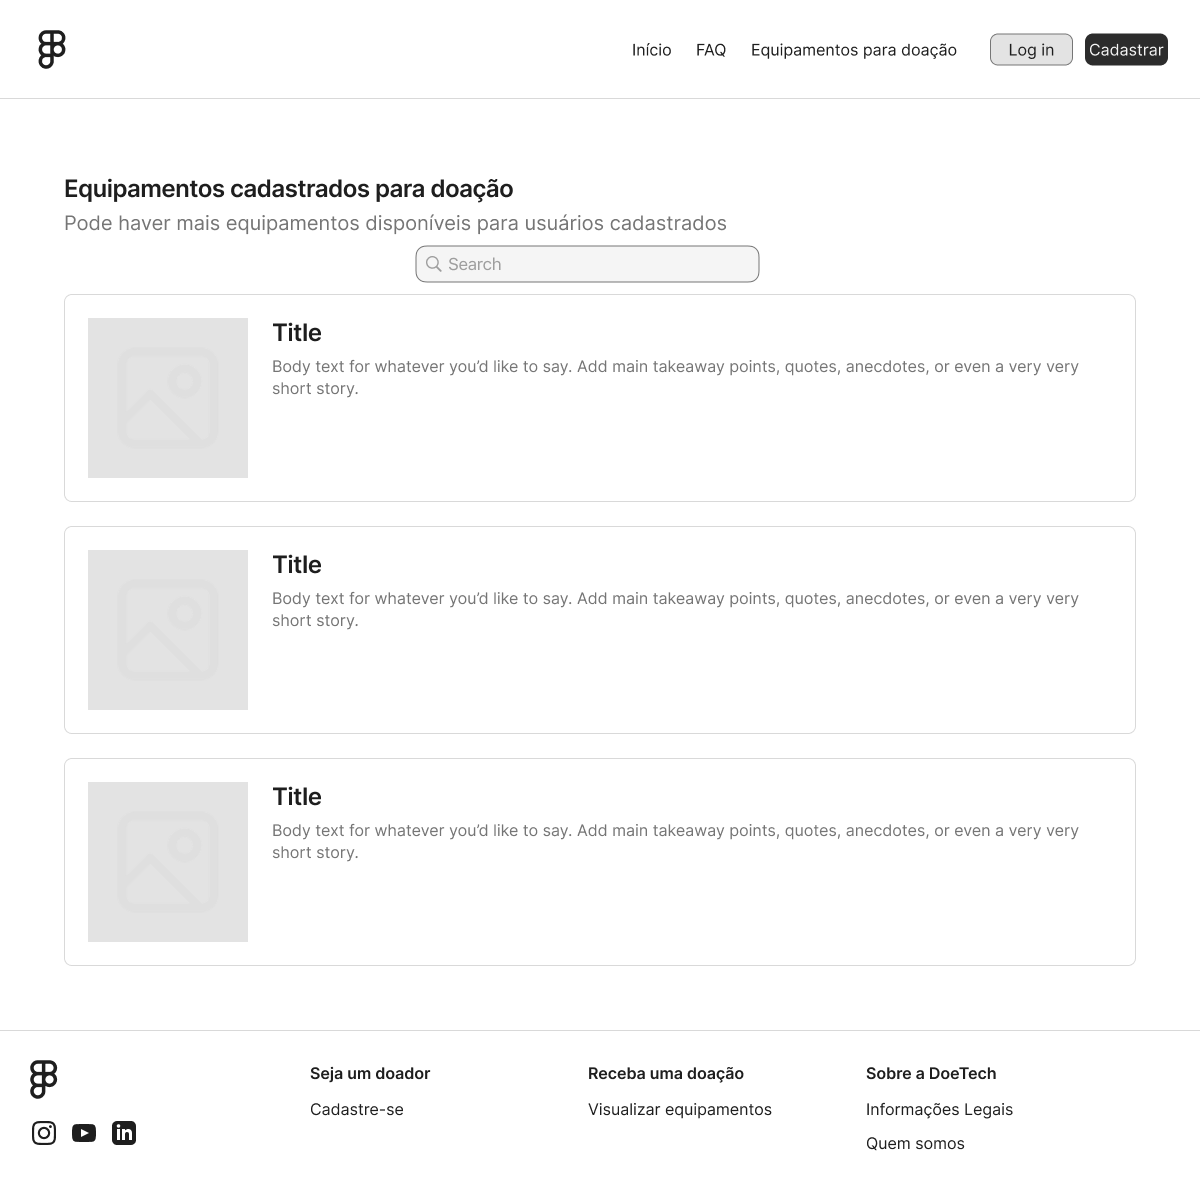 Início FAQ Equipamentos para doação Log in Cadastrar
Equipamentos cadastrados para doação
Pode haver mais equipamentos disponíveis para usuários cadastrados
Search
Title
Body text for whatever you’d like to say. Add main takeaway points, quotes, anecdotes, or even a very very
short story.
Title
Body text for whatever you’d like to say. Add main takeaway points, quotes, anecdotes, or even a very very
short story.
Title
Body text for whatever you’d like to say. Add main takeaway points, quotes, anecdotes, or even a very very
short story.
Seja um doador
Cadastre-se
Receba uma doação
Visualizar equipamentos
Sobre a DoeTech
Informações Legais
Quem somos